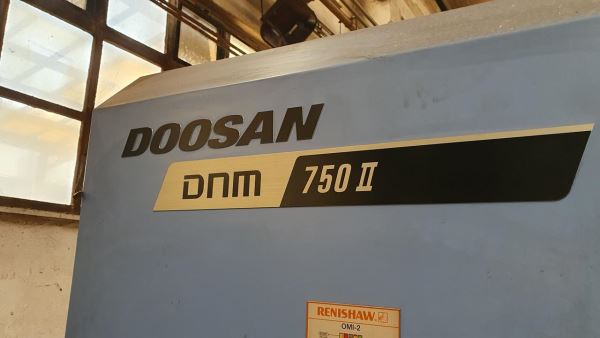 DOOSAN
DNM 750 II
RENISHAW
OMI-2